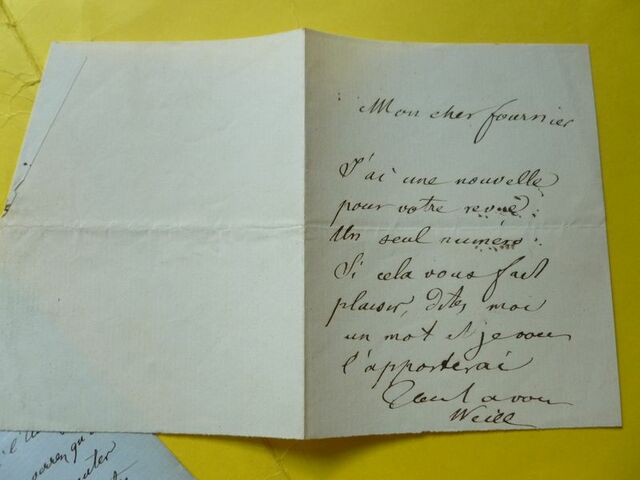 Mon cher Fournier
J'ai une nouvelle
pour votre revue.
Un seul numéro.
Si cela vous fait
plaisir, dites moi
un mot et je vous
l'apporterai
Tout a vous
Weill